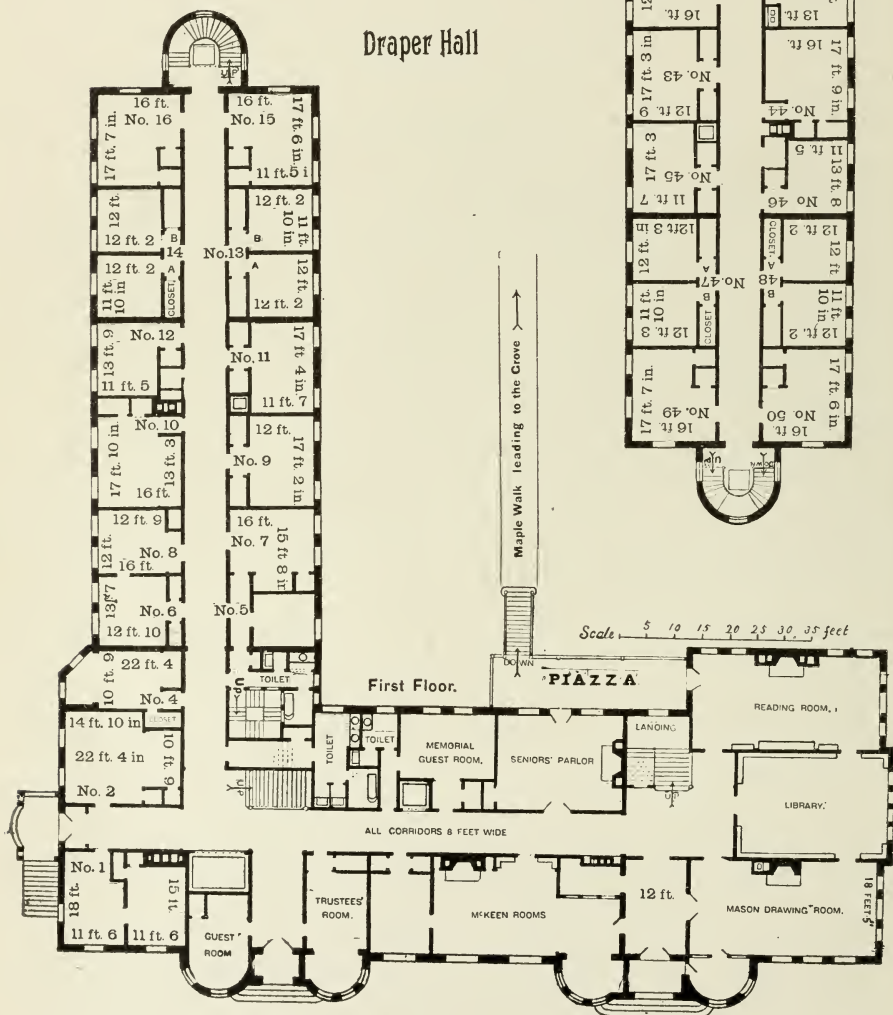 Draper Hall
16 ft.
No. 16
17 ft. 7 in.
16 ft.
No. 15
17 ft. 6 in.
11 ft.5 i
12 ft.
12 ft. 2
B
14
12 ft. 2
11 ft. 10 in.
B
No.13
12 ft. 2
11 ft. 10 in
A
CLOSET.
A
12 ft.
12 ft. 2
No. 12
13 ft. 9
11 ft. 5
No. 11
17 ft 4 in.
11 ft. 7
No. 10
17 ft. 10 in.
13 ft. 3
16 ft.
12 ft.
No. 9
17 ft. 2 in
12 ft. 9
12 ft.
No. 8
16 ft.
16 ft.
No. 7
15 ft 8 in
13 f 7
No. 6
12 ft. 10
No.5
22 ft. 4
10 ft. 9
No. 4
TOILET
UP
14 ft. 10 in
CLOSET
22 ft. 4 in
10 ft. 9
No. 2
UP
UP
16 ft.
13 ft.
17 ft. 3 in
No. 43
12 ft. 9
16 ft.
17 ft. 9 in.
No. 44
17 ft. 3
No. 45
11 ft. 7
11 ft. 5
13 ft. 8
No. 46
12ft 3 in
12 ft.
A
No.47
B
11 ft. 10 in
12 ft. 3
CLOSET
12 ft. 2
CLOSET.
A
12 ft
48
B
11 ft. 10 in
12 ft. 2
17 ft. 7 in.
No. 49
17 ft. 6 in.
No. 50
16 ft.
UP
DOWN
Maple Walk leading to the Grove
Scale 5 10 15 20 25 30 35 feet
DOWN
PIAZZA
First Floor.
TOILET
TOILET
MEMORIAL
GUEST ROOM.
SENIORS' PARLOR
LANDING
UP
READING ROOM.
LIBRARY.
ALL CORRIDORS 8 FEET WIDE
No. 1
18 ft.
11 ft. 6
15 ft.
11 ft. 6
GUEST
ROOM
TRUSTEES'
ROOM.
McKEEN ROOMS
12 ft.
MASON DRAWING ROOM.
18 FEET 5